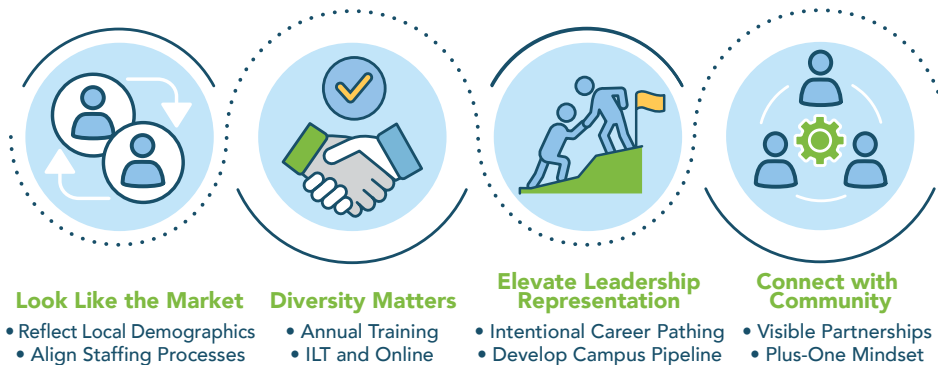 Look Like the Market
• Reflect Local Demographics
• Align Staffing Processes
Diversity Matters
• Annual Training
• ILT and Online
Elevate Leadership
Representation
• Intentional Career Pathing
• Develop Campus Pipeline
Connect with
Community
• Visible Partnerships
• Plus-One Mindset